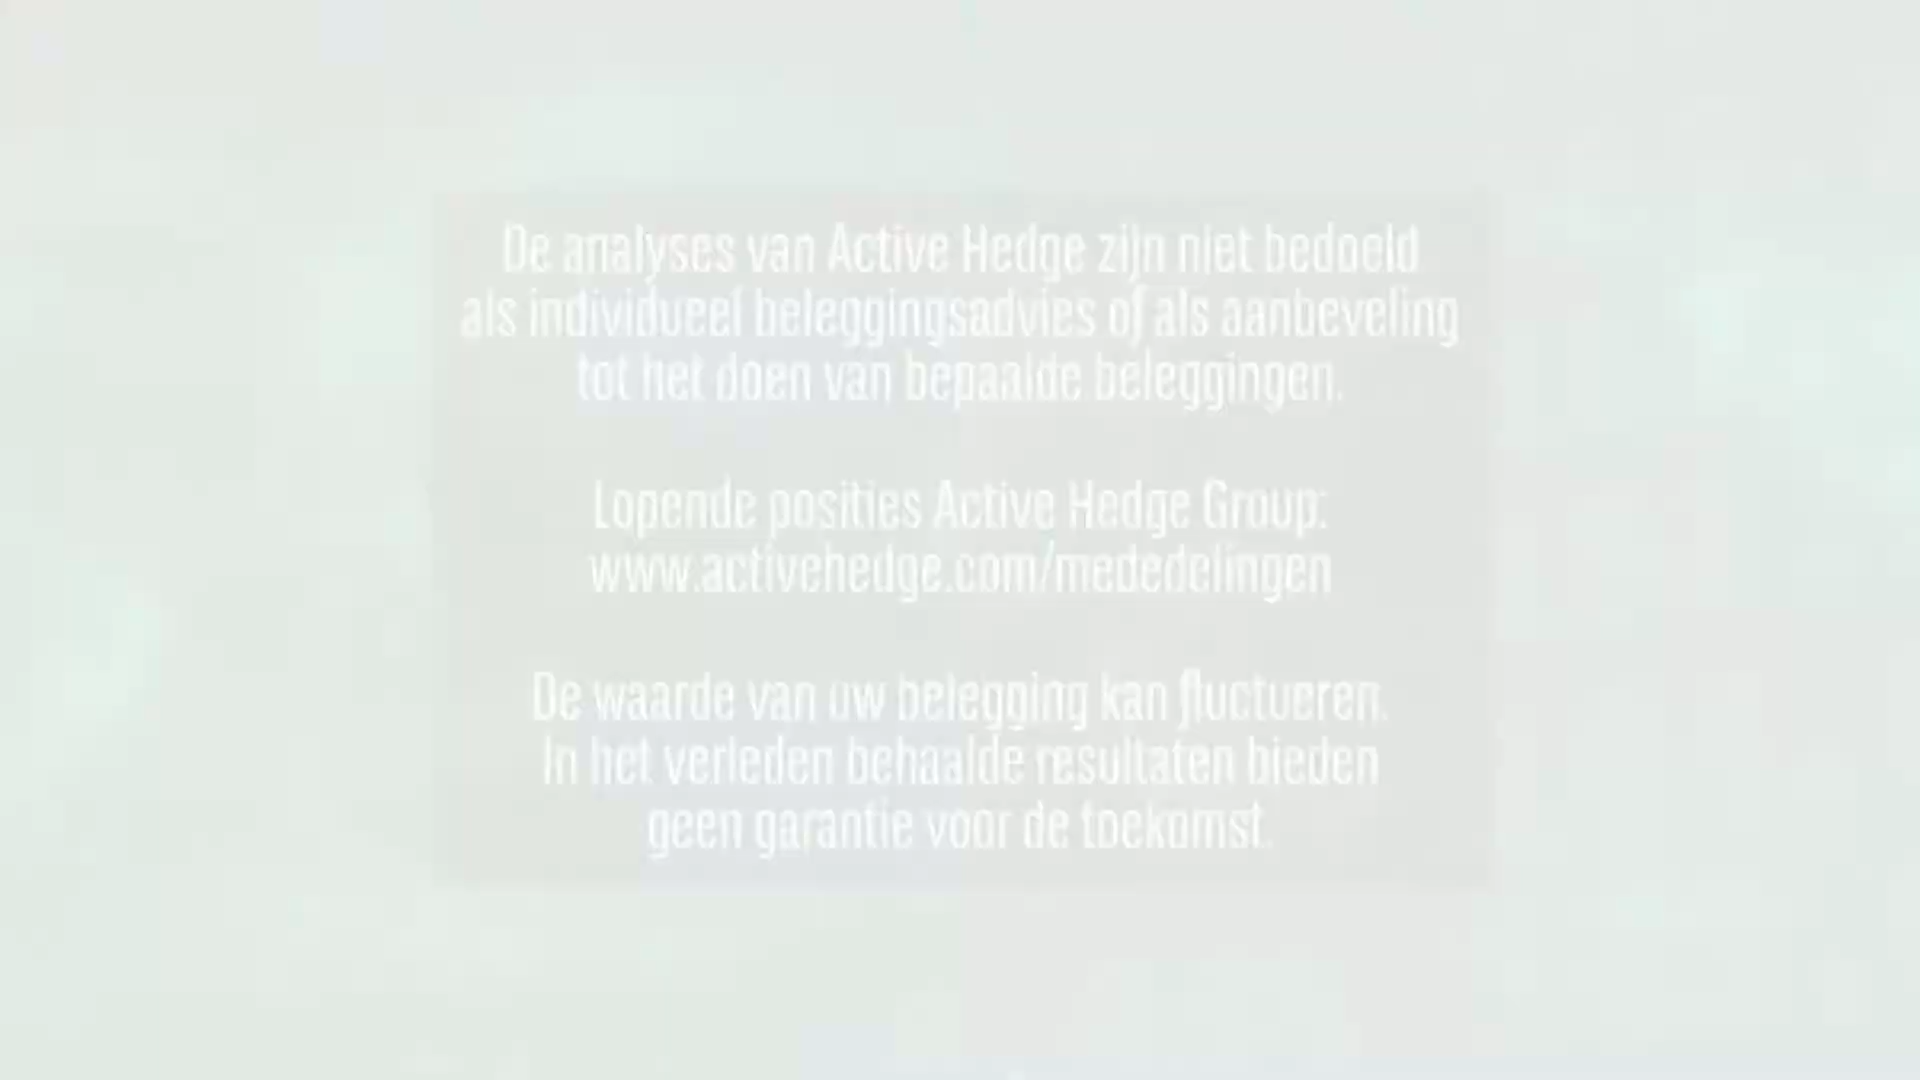 De analyses van Active Hedge zijn niet bedoeld
als individueel beleggingsadvies of als aanbeveling
tot het doen van bepaalde beleggingen.
Lopende posities Active Hedge Group:
www.activehedge.com/mededelingen
De waarde van uw belegging kan fluctueren.
In het verleden behaalde resultaten bieden
geen garantie voor de toekomst.